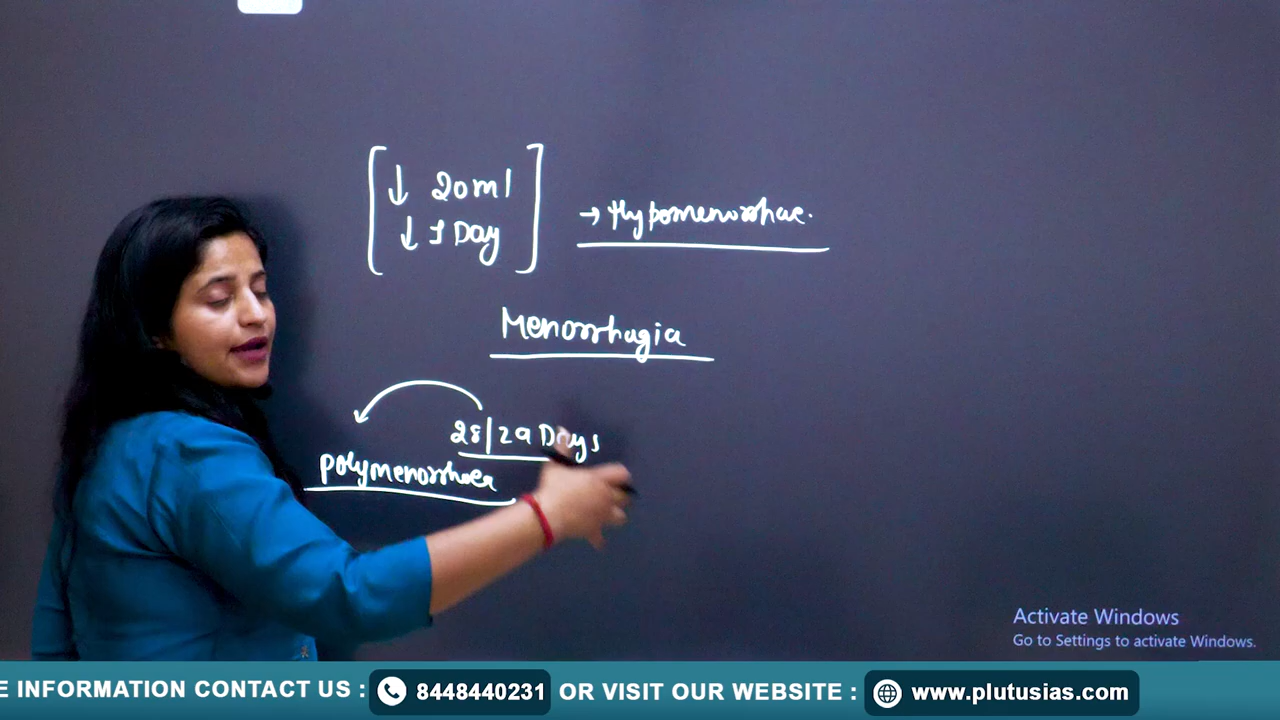 ↓ 20ml
↓ 1 Day
→ Hypomenorrhae.
Menorrhagia
28/29 Days
polymenorrhoea
Activate Windows
Go to Settings to activate Windows.
E INFORMATION CONTACT US : 8448440231 OR VISIT OUR WEBSITE : www.plutusias.com